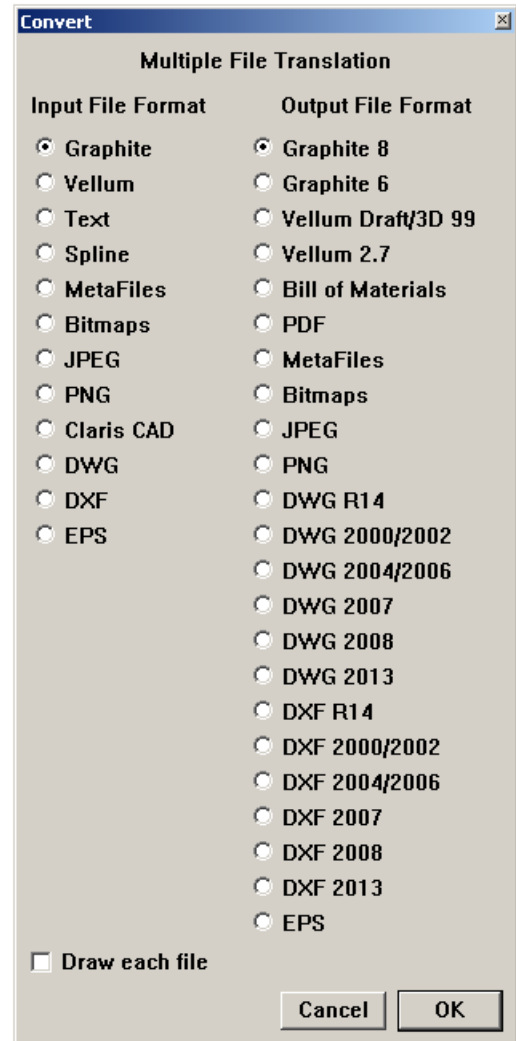 Convert
Multiple File Translation
Input File Format
Graphite
Vellum
Text
Spline
MetaFiles
Bitmaps
JPEG
PNG
Claris CAD
DWG
DXF
EPS
Output File Format
Graphite 8
Graphite 6
Vellum Draft/3D 99
Vellum 2.7
Bill of Materials
PDF
MetaFiles
Bitmaps
JPEG
PNG
DWG R14
DWG 2000/2002
DWG 2004/2006
DWG 2007
DWG 2008
DWG 2013
DXF R14
DXF 2000/2002
DXF 2004/2006
DXF 2007
DXF 2008
DXF 2013
EPS
Draw each file
Cancel
OK